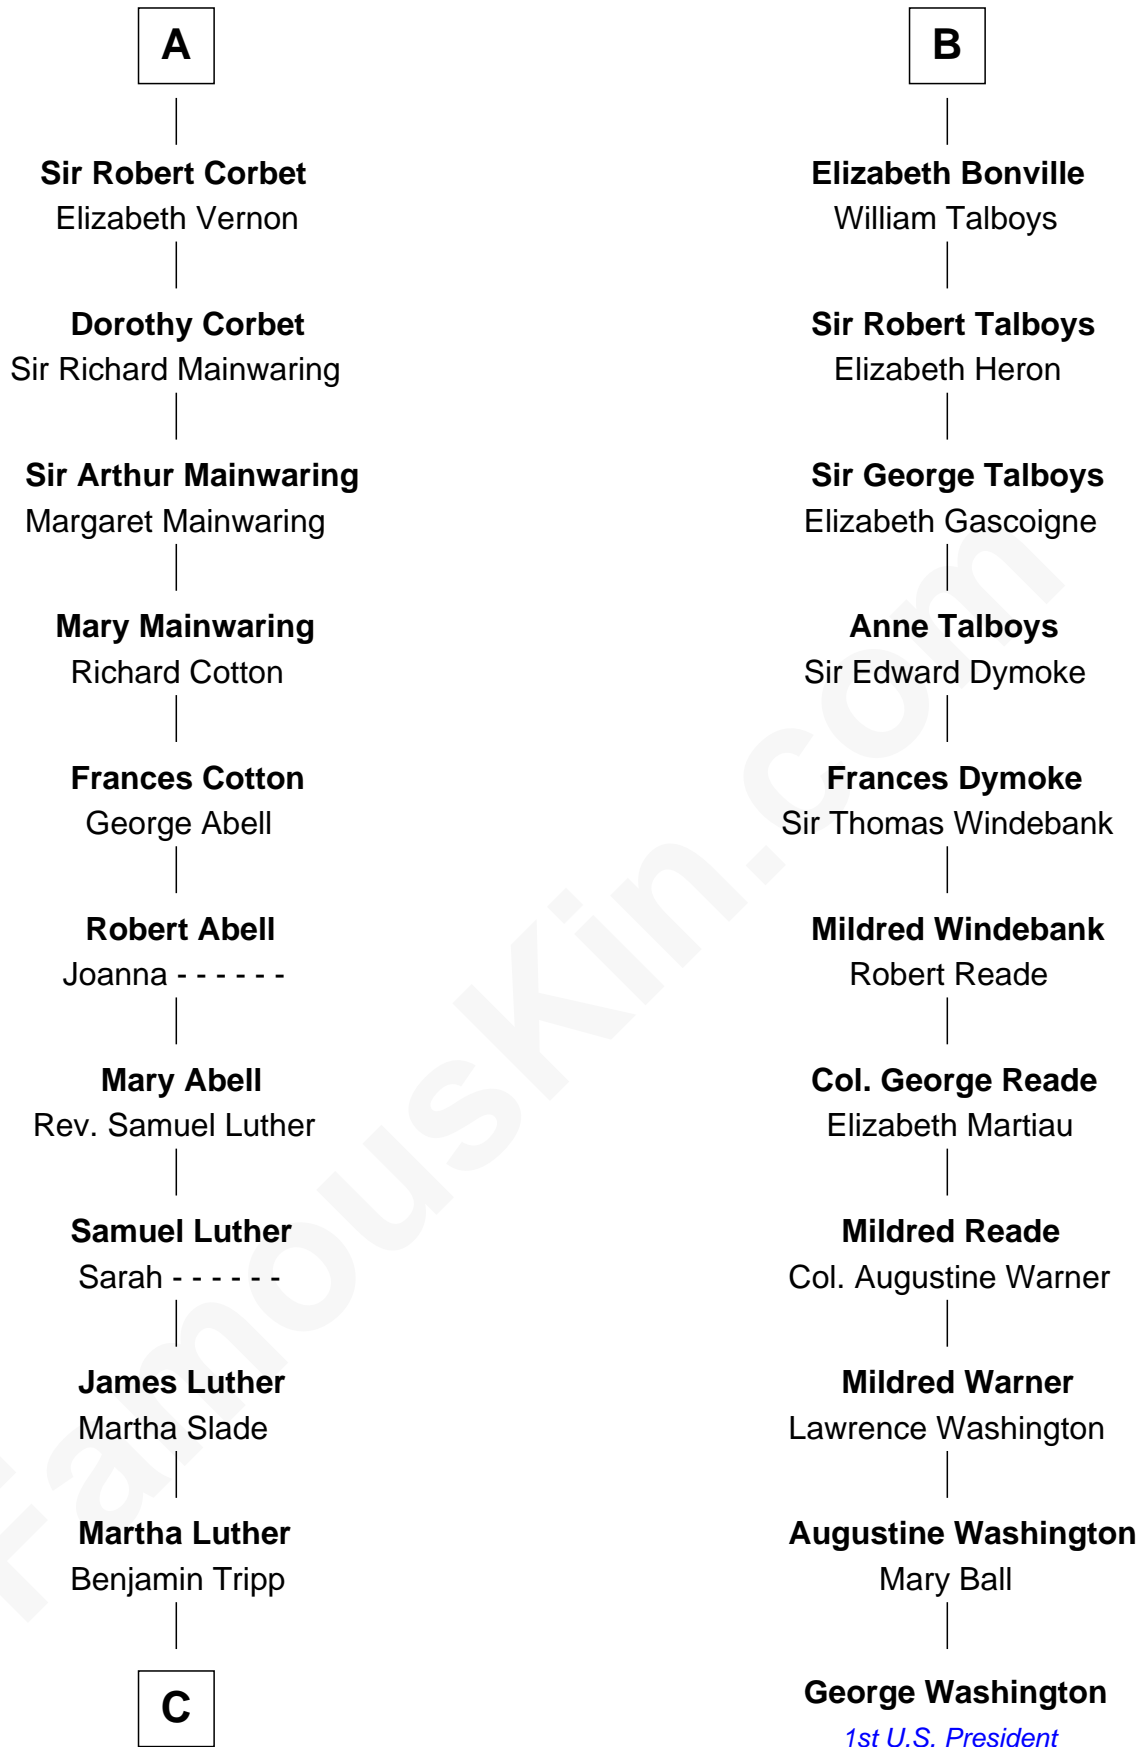 A
Sir Robert Corbet
Elizabeth Vernon
Dorothy Corbet
Sir Richard Mainwaring
Sir Arthur Mainwaring
Margaret Mainwaring
Mary Mainwaring
Richard Cotton
Frances Cotton
George Abell
Robert Abell
Joanna - - - - - -
Mary Abell
Rev. Samuel Luther
Samuel Luther
Sarah - - - - - -
James Luther
Martha Slade
Martha Luther
Benjamin Tripp
C
B
Elizabeth Bonville
William Talboys
Sir Robert Talboys
Elizabeth Heron
Sir George Talboys
Elizabeth Gascoigne
Anne Talboys
Sir Edward Dymoke
Frances Dymoke
Sir Thomas Windebank
Mildred Windebank
Robert Reade
Col. George Reade
Elizabeth Martiau
Mildred Reade
Col. Augustine Warner
Mildred Warner
Lawrence Washington
Augustine Washington
Mary Ball
George Washington
1st U.S. President
FamousKin.com